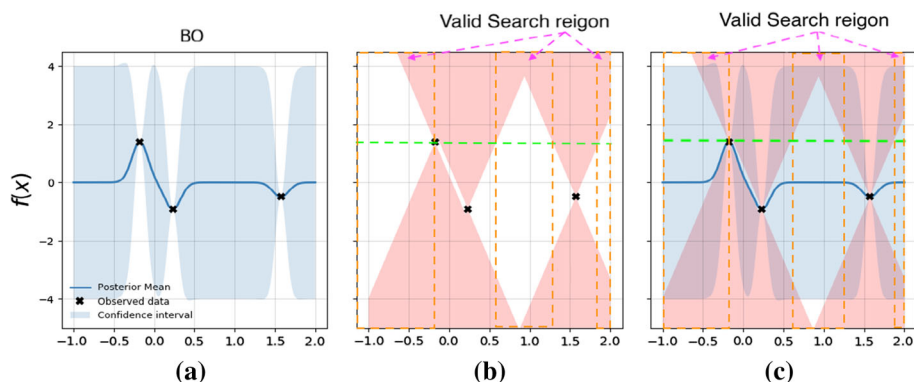 BO
Valid Search reigon
Valid Search reigon
f(x)
4
2
0
−2
−4
Posterior Mean
Observed data
Confidence interval
−1.0 −0.5 0.0 0.5 1.0 1.5 2.0
−1.0 −0.5 0.0 0.5 1.0 1.5 2.0
−1.0 −0.5 0.0 0.5 1.0 1.5 2.0
(a) (b) (c)